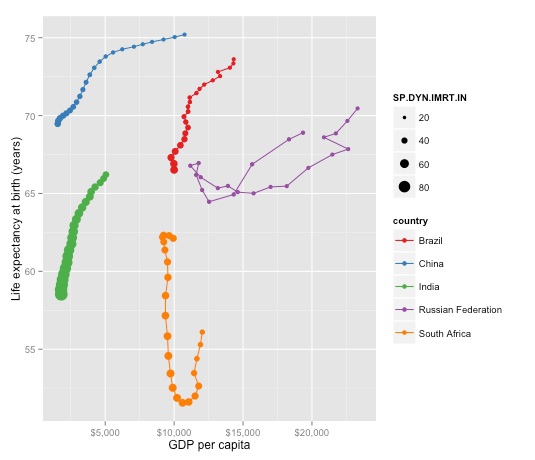 75
70
65
60
55
Life expectancy at birth (years)
$5,000 $10,000 $15,000 $20,000
GDP per capita
SP.DYN.IMRT.IN
20
40
60
80
country
Brazil
China
India
Russian Federation
South Africa